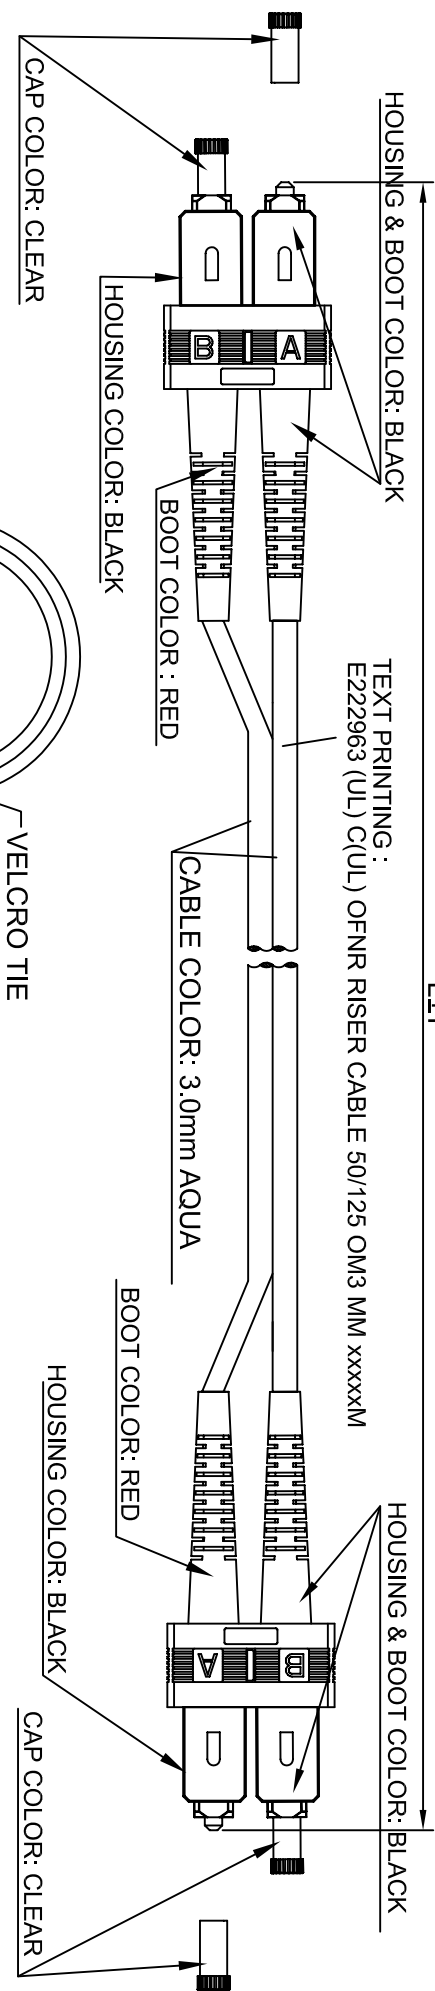 HOUSING & BOOT COLOR: BLACK
CAP COLOR: CLEAR
A
B
HOUSING COLOR: BLACK
BOOT COLOR : RED
TEXT PRINTING :
E222963 (UL) C(UL) OFNR RISER CABLE 50/125 OM3 MM xxxxxM
CABLE COLOR: 3.0mm AQUA
VELCRO TIE
HOUSING & BOOT COLOR: BLACK
BOOT COLOR: RED
HOUSING COLOR: BLACK
B
A
CAP COLOR: CLEAR